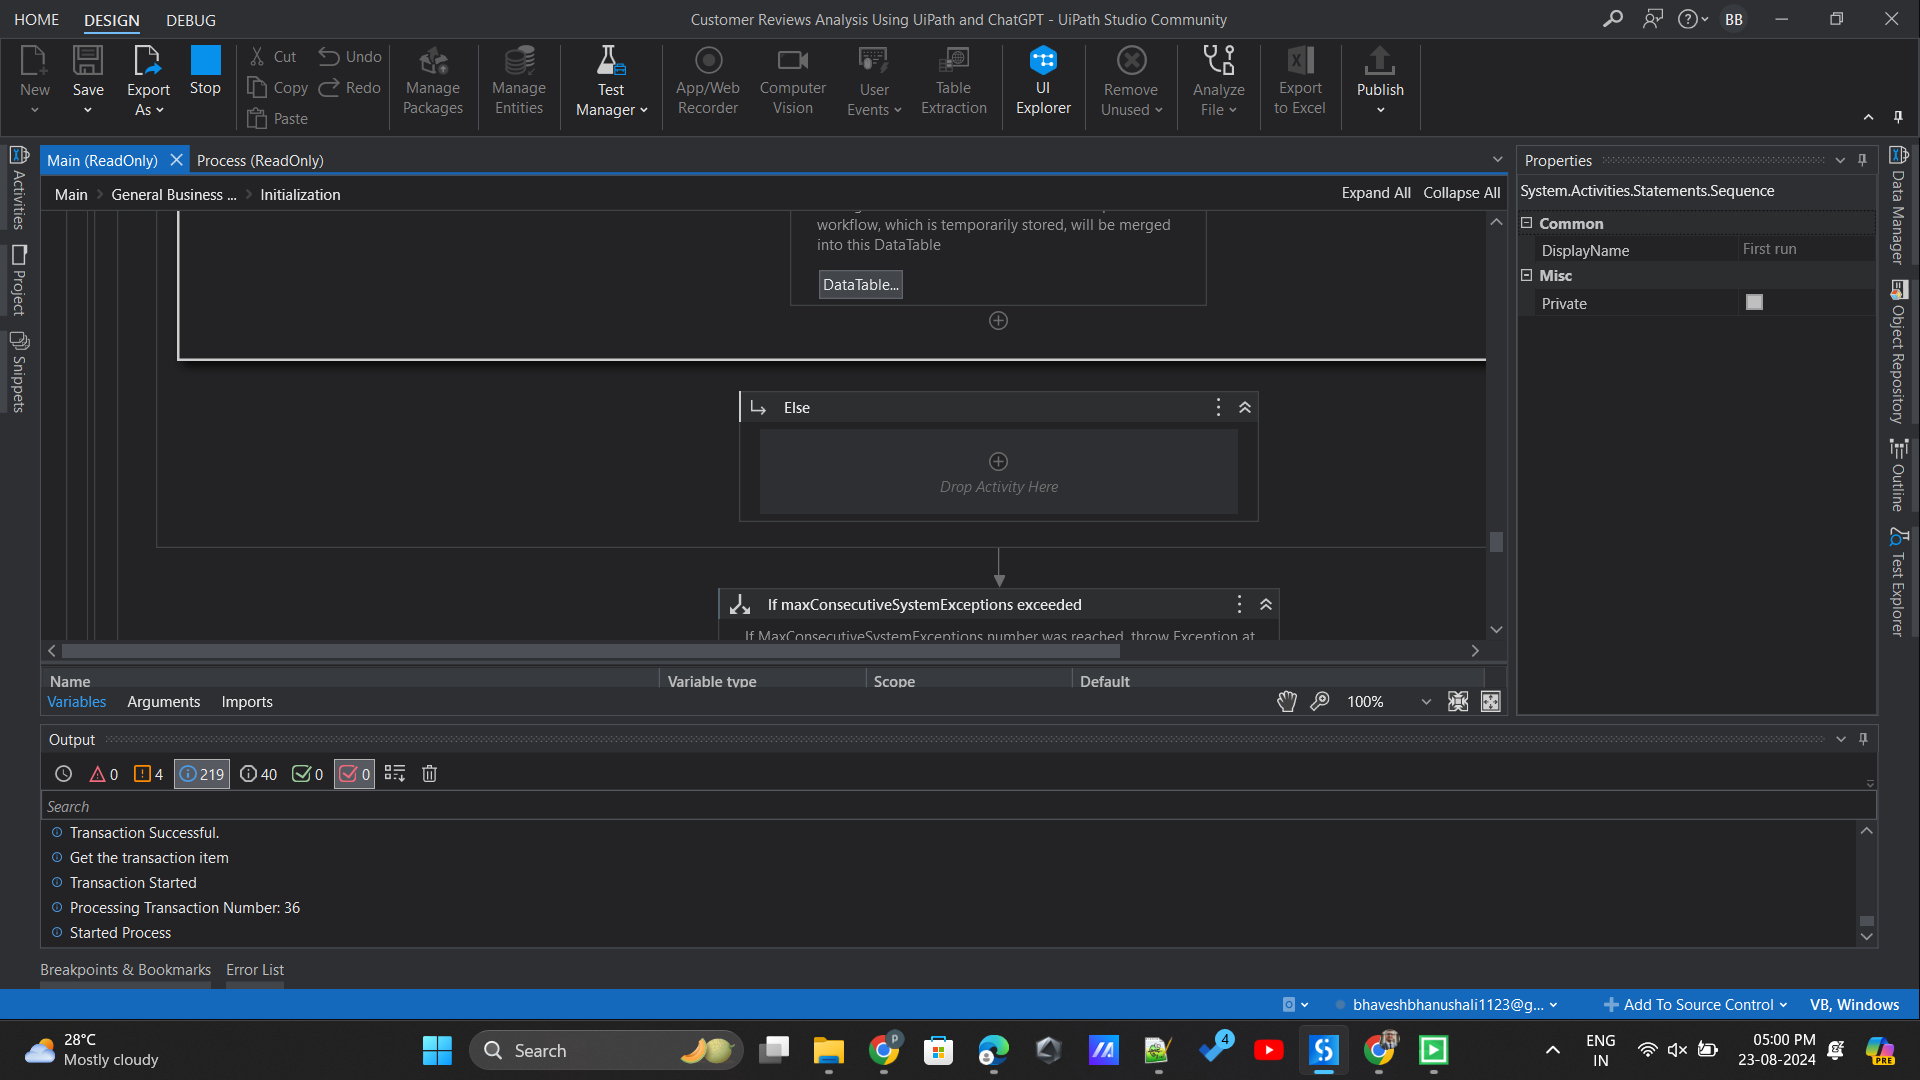 HOME DESIGN DEBUG
Customer Reviews Analysis Using UiPath and ChatGPT - UiPath Studio Community
BB
New
Save
Export As
Stop
Cut
Copy
Paste
Undo
Redo
Manage Packages
Manage Entities
Test Manager
App/Web Recorder
Computer Vision
User Events
Table Extraction
UI Explorer
Remove Unused
Analyze File
Export to Excel
Publish
Activities
Project
Snippets
Main (ReadOnly)
Process (ReadOnly)
Main
General Business ...
Initialization
Expand All
Collapse All
workflow, which is temporarily stored, will be merged
into this DataTable
DataTable...
Else
Drop Activity Here
If maxConsecutiveSystemExceptions exceeded
If MaxConsecutiveSystemExceptions number was reached, throw Exception at
Name
Variable type
Scope
Default
Variables
Arguments
Imports
100%
Properties
System.Activities.Statements.Sequence
Common
DisplayName
First run
Misc
Private
Data Manager
Object Repository
Outline
Test Explorer
Output
0
4
219
40
0
0
Search
Transaction Successful.
Get the transaction item
Transaction Started
Processing Transaction Number: 36
Started Process
Breakpoints & Bookmarks
Error List
bhaveshbhanushali1123@g...
Add To Source Control
VB, Windows
28°C
Mostly cloudy
Search
P
4
ENG
IN
05:00 PM
23-08-2024
PRE